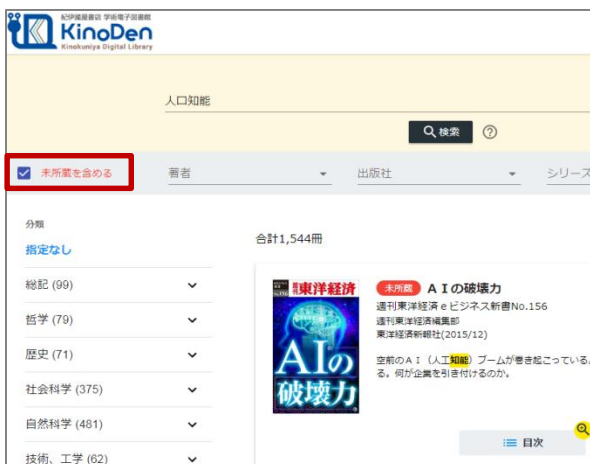 紀伊國屋書店 学術電子図書館
KinoDen
Kinokuniya Digital Library
人口知能
検索
未所蔵を含める
著者
出版社
シリーズ
分類
指定なし
合計1,544冊
総記 (99)
哲学 (79)
歴史 (71)
社会科学 (375)
自然科学 (481)
技術、工学 (62)
週刊東洋経済
AIの
破壊力
未所蔵 ＡＩの破壊力
週刊東洋経済ｅビジネス新書No.156
週刊東洋経済編集部
東洋経済新報社(2015/12)
空前のＡＩ（人工知能）ブームが巻き起こっている。
る。何が企業を引き付けるのか。
目次